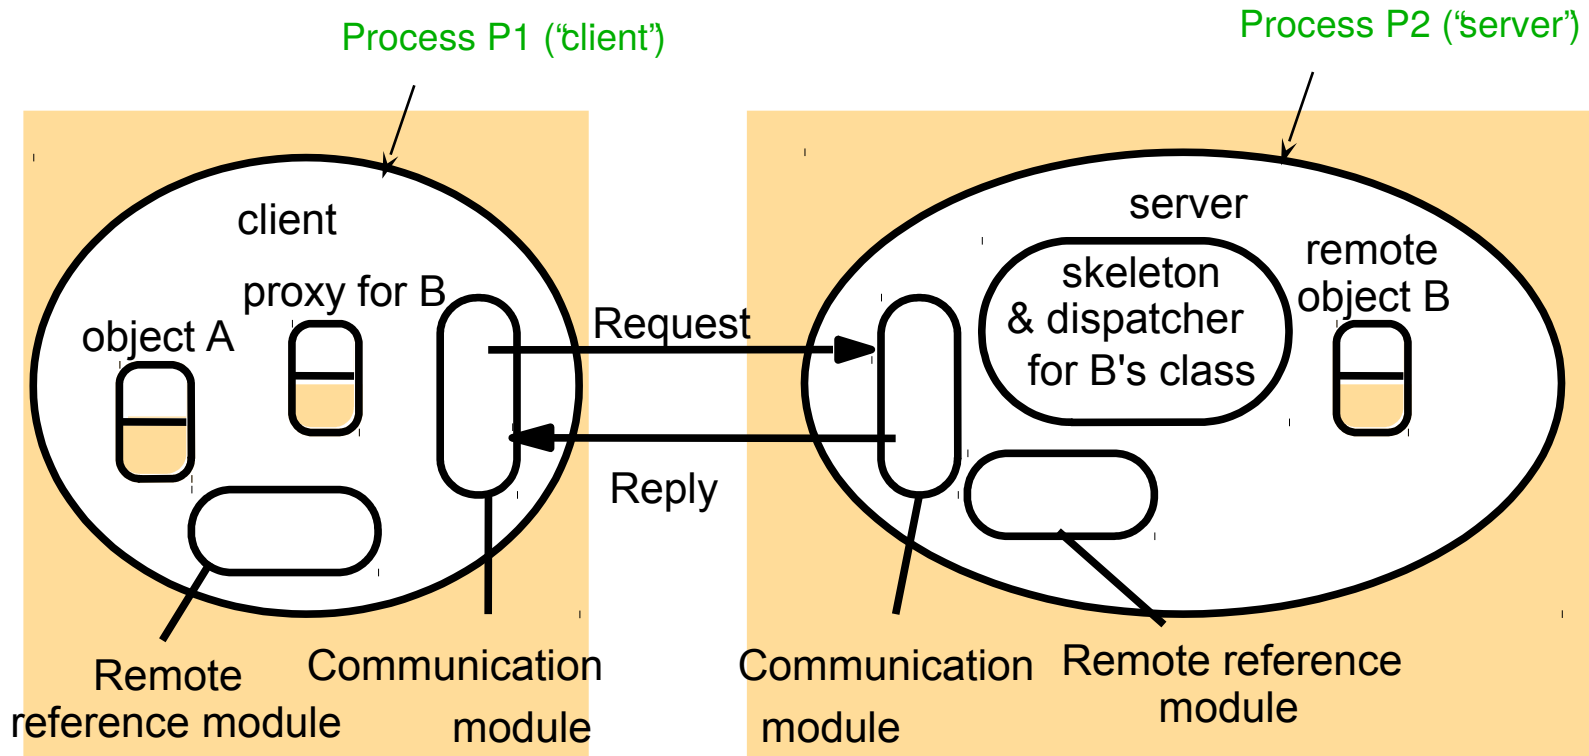 Process P1 (“client”)
Process P2 (“server”)
client
proxy for B
object A
Request
Reply
Remote
reference module
Communication
module
server
skeleton
& dispatcher
for B's class
remote
object B
Communication
module
Remote reference
module